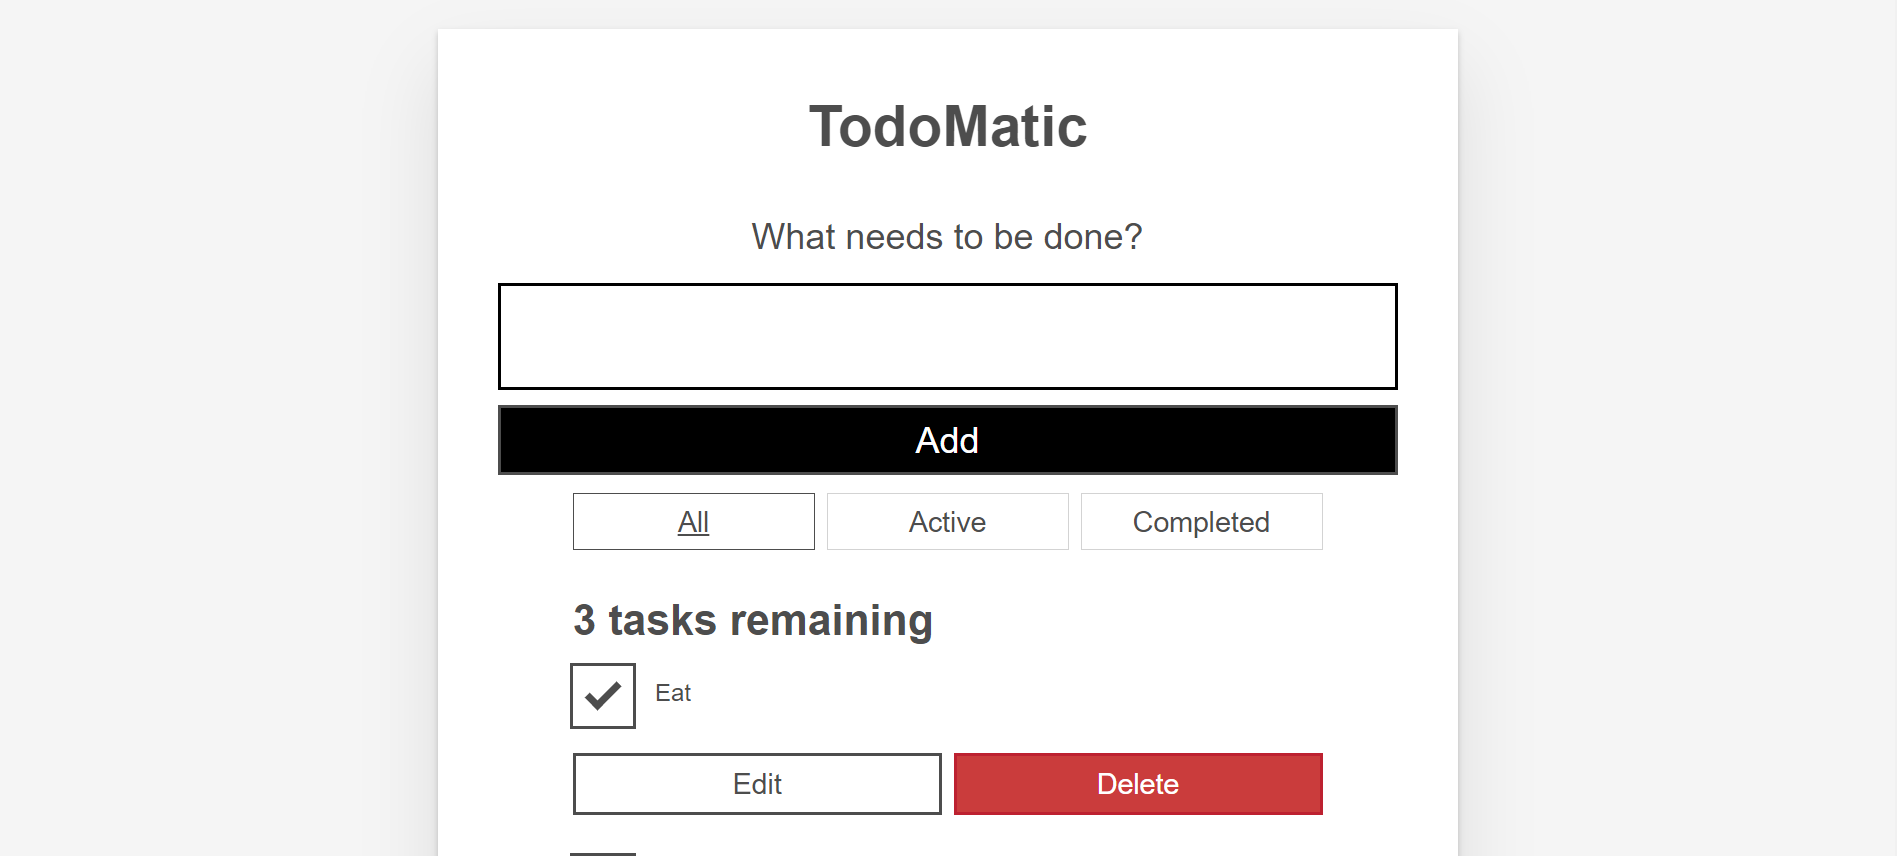 TodoMatic
What needs to be done?
Add
All Active Completed
3 tasks remaining
Eat
Edit Delete